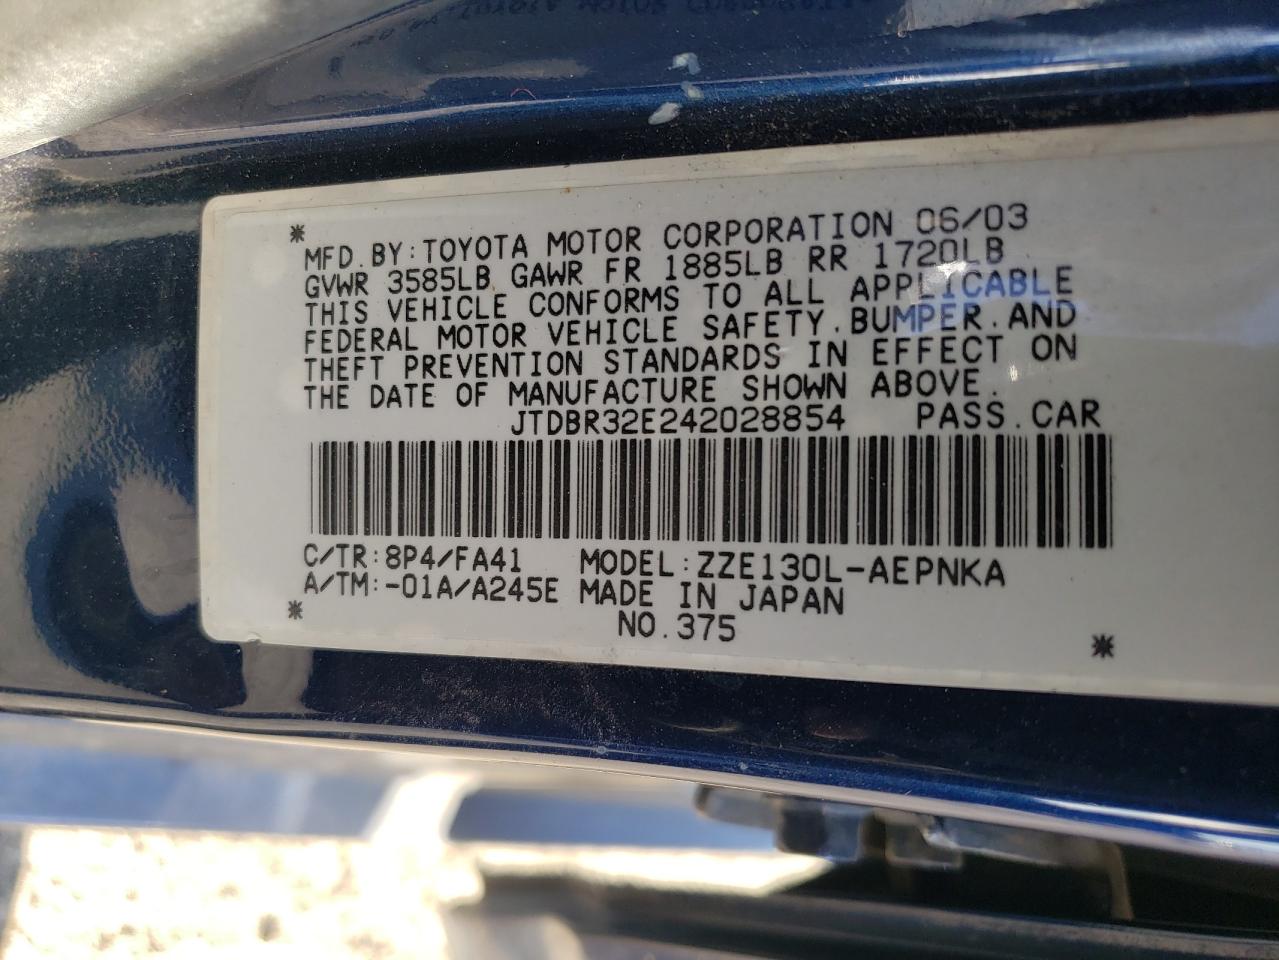 MFD.BY:TOYOTA MOTOR CORPORATION 06/03
GVWR 3585LB GAWR FR 1885LB RR 1720LB
THIS VEHICLE CONFORMS TO ALL APPLICABLE
FEDERAL MOTOR VEHICLE SAFETY,BUMPER,AND
THEFT PREVENTION STANDARDS IN EFFECT ON
THE DATE OF MANUFACTURE SHOWN ABOVE.
JTDBR32E242028854 PASS.CAR
C/TR:8P4/FA41 MODEL:ZZE130L-AEPNKA
A/TM:-01A/A245E MADE IN JAPAN
NO.375